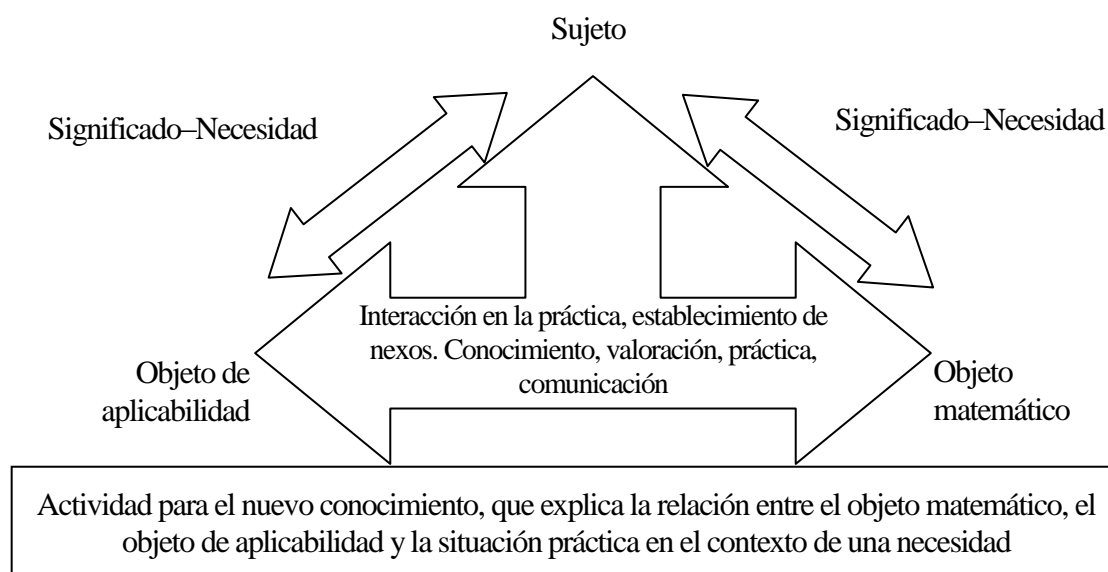 Sujeto
Significado–Necesidad
Significado–Necesidad
Interacción en la práctica, establecimiento de
nexos. Conocimiento, valoración, práctica,
comunicación
Objeto de
aplicabilidad
Objeto
matemático
Actividad para el nuevo conocimiento, que explica la relación entre el objeto matemático, el
objeto de aplicabilidad y la situación práctica en el contexto de una necesidad